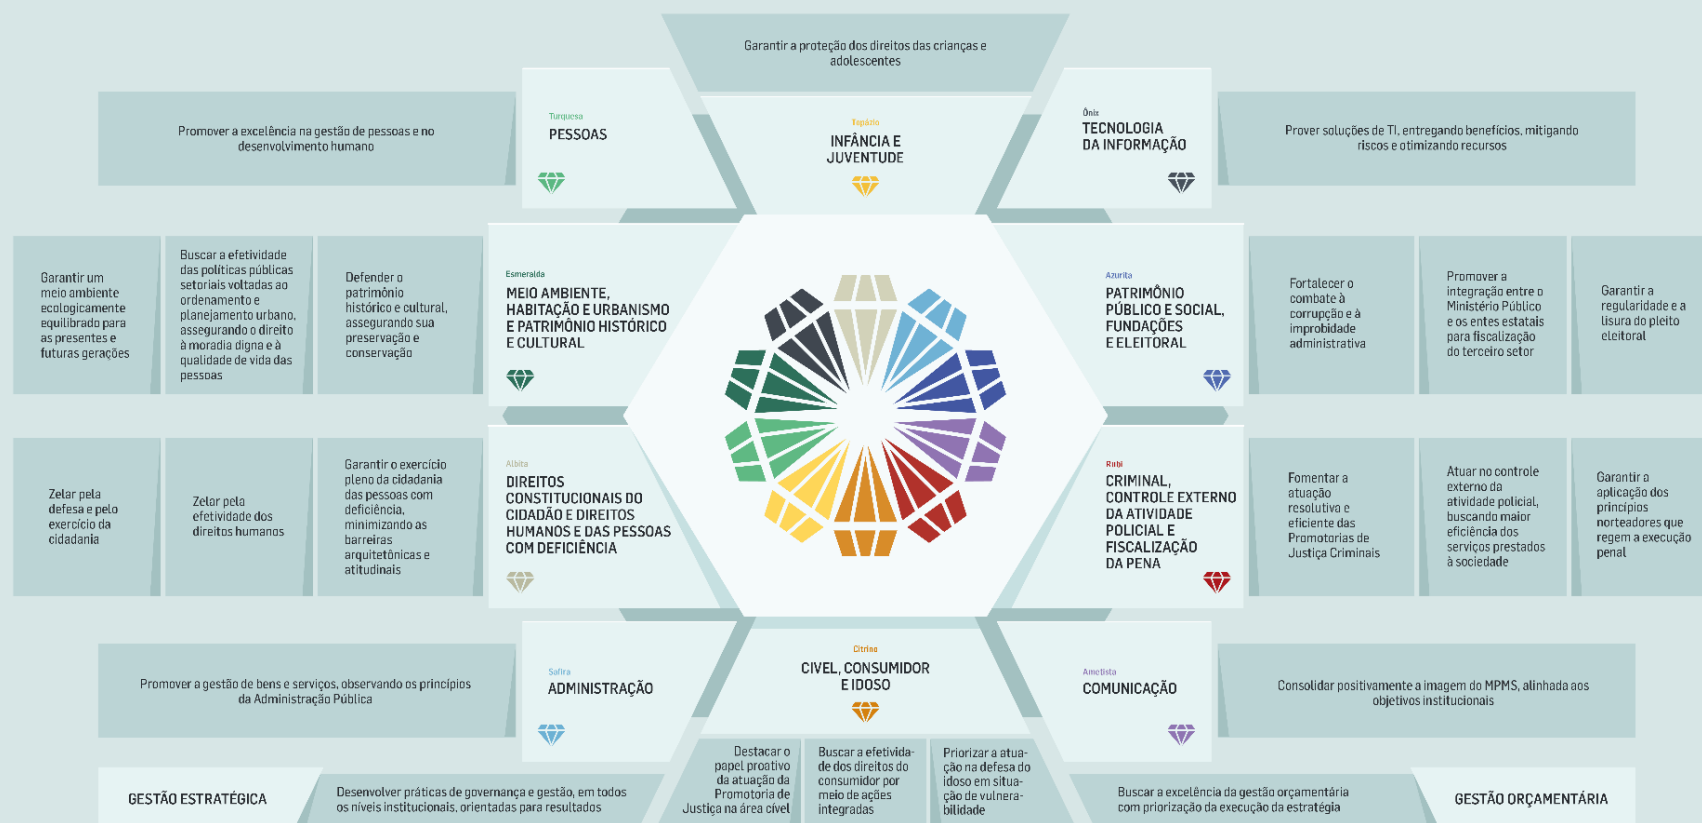 Garantir a proteção dos direitos das crianças e
adolescentes
Promover a excelência na gestão de pessoas e no
desenvolvimento humano
Turquesa
PESSOAS
Topázio
INFÂNCIA E
JUVENTUDE
Ônix
TECNOLOGIA
DA INFORMAÇÃO
Prover soluções de TI, entregando benefícios, mitigando
riscos e otimizando recursos
Garantir um
meio ambiente
ecologicamente
equilibrado para
as presentes e
futuras gerações
Buscar a efetividade
das políticas públicas
setoriais voltadas ao
ordenamento e
planejamento urbano,
assegurando o direito
à moradia digna e à
qualidade de vida das
pessoas
Defender o
patrimônio
histórico e cultural,
assegurando sua
preservação e
conservação
Esmeralda
MEIO AMBIENTE,
HABITAÇÃO E URBANISMO
E PATRIMÔNIO HISTÓRICO
E CULTURAL
Azurita
PATRIMÔNIO
PÚBLICO E SOCIAL,
FUNDAÇÕES
E ELEITORAL
Fortalecer o
combate à
corrupção e à
improbidade
administrativa
Promover a
integração entre o
Ministério Público
e os entes estatais
para fiscalização
do terceiro setor
Garantir a
regularidade e a
lisura do pleito
eleitoral
Zelar pela
defesa e pelo
exercício da
cidadania
Zelar pela
efetividade dos
direitos humanos
Garantir o exercício
pleno da cidadania
das pessoas com
deficiência,
minimizando as
barreiras
arquitetônicas e
atitudinais
Albita
DIREITOS
CONSTITUCIONAIS DO
CIDADÃO E DIREITOS
HUMANOS E DAS PESSOAS
COM DEFICIÊNCIA
Rubi
CRIMINAL,
CONTROLE EXTERNO
DA ATIVIDADE
POLICIAL E
FISCALIZAÇÃO
DA PENA
Fomentar a
atuação
resolutiva e
eficiente das
Promotorias de
Justiça Criminais
Atuar no controle
externo da
atividade policial,
buscando maior
eficiência dos
serviços prestados
à sociedade
Garantir a
aplicação dos
princípios
norteadores que
regem a execução
penal
Promover a gestão de bens e serviços, observando os princípios
da Administração Pública
Safira
ADMINISTRAÇÃO
Citrino
CIVEL, CONSUMIDOR
E IDOSO
Ametista
COMUNICAÇÃO
Consolidar positivamente a imagem do MPMS, alinhada aos
objetivos institucionais
GESTÃO ESTRATÉGICA
Desenvolver práticas de governança e gestão, em todos
os níveis institucionais, orientadas para resultados
Destacar o
papel proativo
da atuação da
Promotoria de
Justiça na área cível
Buscar a efetivida-
de dos direitos do
consumidor por
meio de ações
integradas
Priorizar a atua-
ção na defesa do
idoso em situa-
ção de vulnera-
bilidade
Buscar a excelência da gestão orçamentária
com priorização da execução da estratégia
GESTÃO ORÇAMENTÁRIA